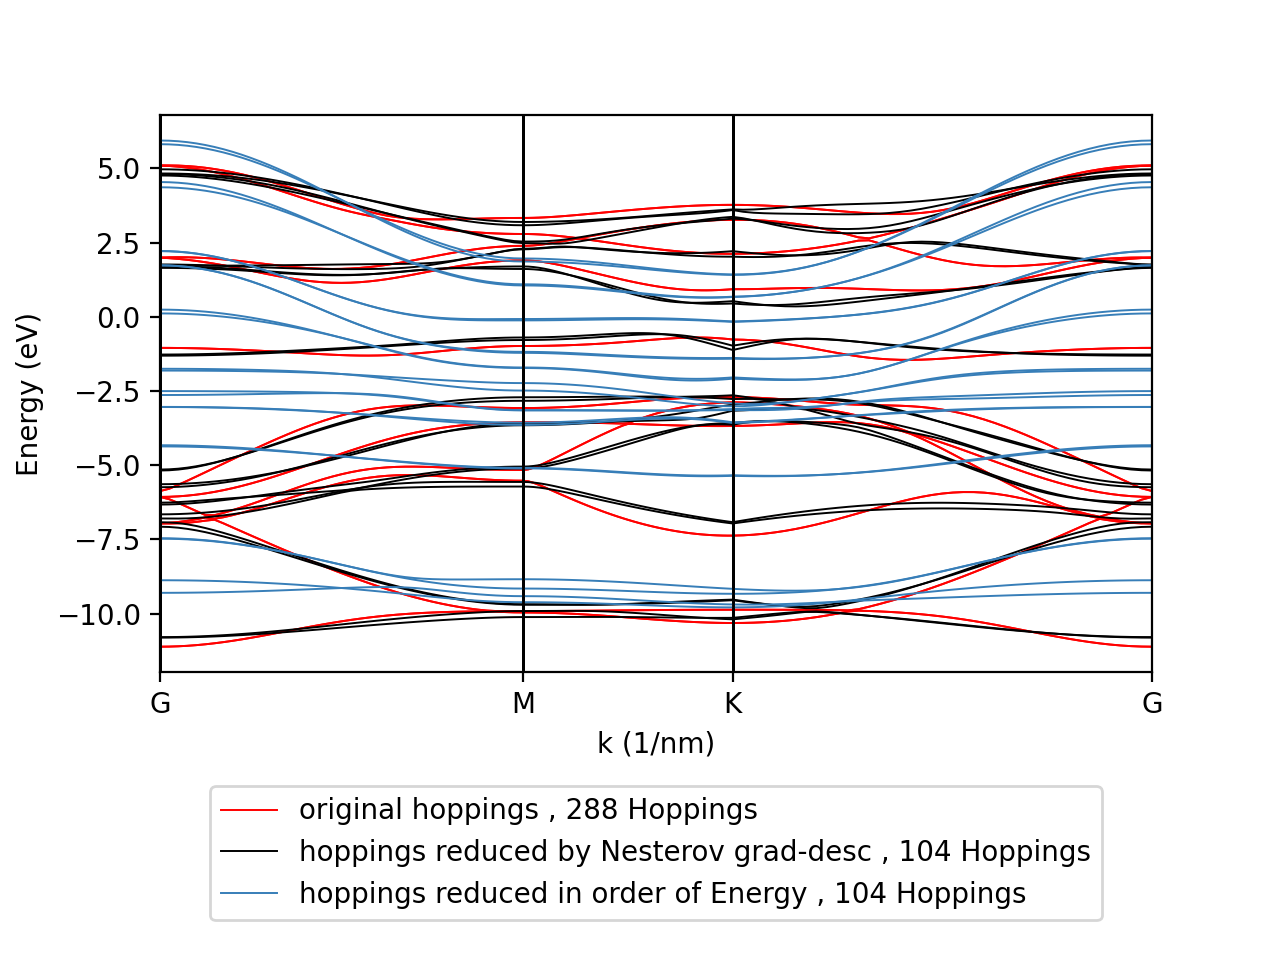 5.0
2.5
0.0
−2.5
−5.0
−7.5
−10.0
Energy (eV)
G M K G
k (1/nm)
original hoppings , 288 Hoppings
hoppings reduced by Nesterov grad-desc , 104 Hoppings
hoppings reduced in order of Energy , 104 Hoppings